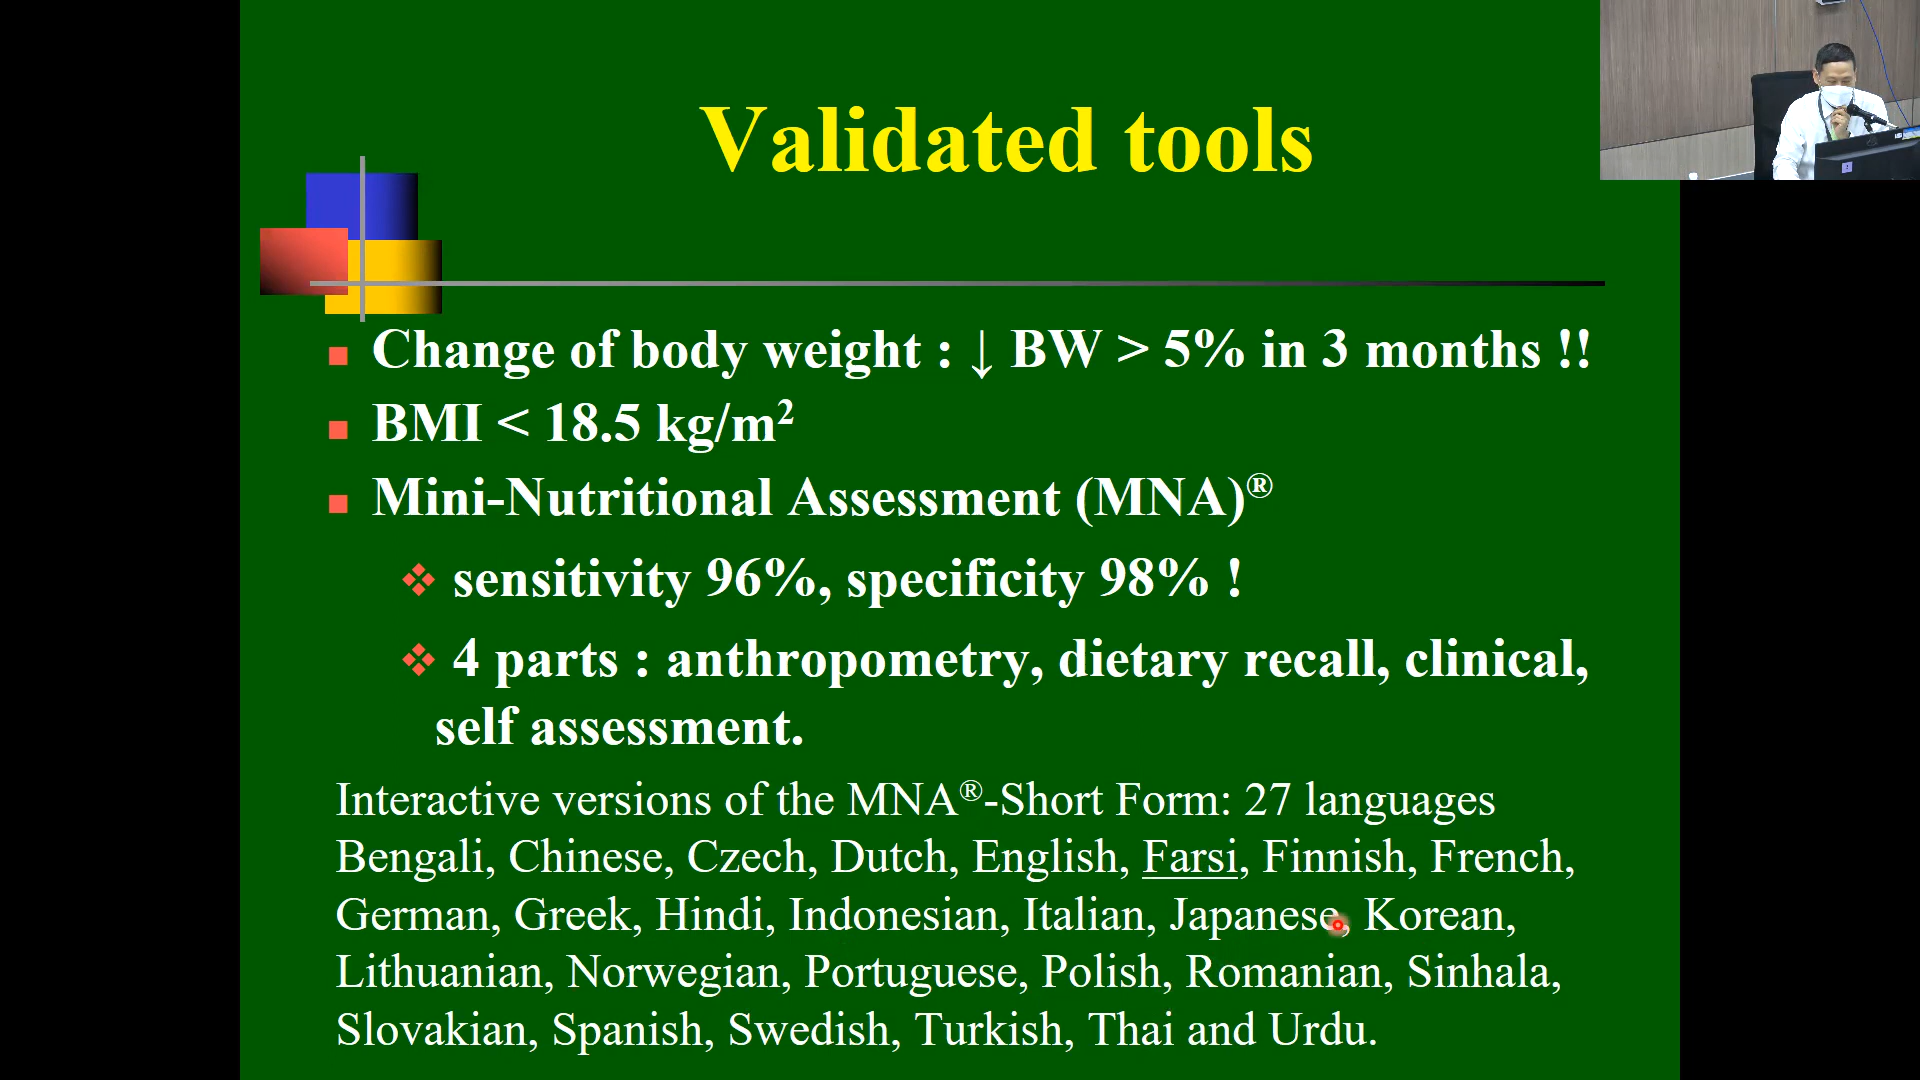 Validated tools
Change of body weight : ↓ BW > 5% in 3 months !!
BMI < 18.5 kg/m²
Mini-Nutritional Assessment (MNA)®
sensitivity 96%, specificity 98% !
4 parts : anthropometry, dietary recall, clinical,
self assessment.
Interactive versions of the MNA®-Short Form: 27 languages
Bengali, Chinese, Czech, Dutch, English, Farsi, Finnish, French,
German, Greek, Hindi, Indonesian, Italian, Japanese, Korean,
Lithuanian, Norwegian, Portuguese, Polish, Romanian, Sinhala,
Slovakian, Spanish, Swedish, Turkish, Thai and Urdu.